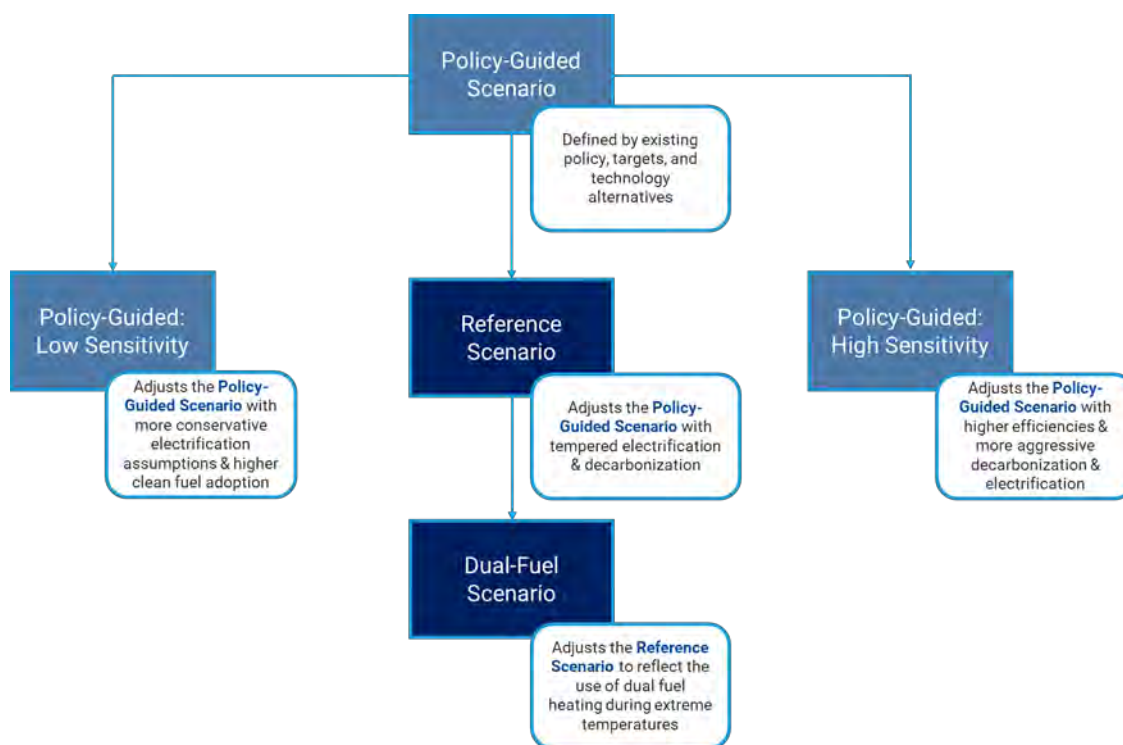 Policy-Guided
Scenario
Defined by existing
policy, targets, and
technology
alternatives
Policy-Guided:
Low Sensitivity
Adjusts the Policy-
Guided Scenario with
more conservative
electrification
assumptions & higher
clean fuel adoption
Reference
Scenario
Adjusts the Policy-
Guided Scenario with
tempered electrification
& decarbonization
Policy-Guided:
High Sensitivity
Adjusts the Policy-
Guided Scenario with
higher efficiencies &
more aggressive
decarbonization &
electrification
Dual-Fuel
Scenario
Adjusts the Reference
Scenario to reflect the
use of dual fuel
heating during extreme
temperatures